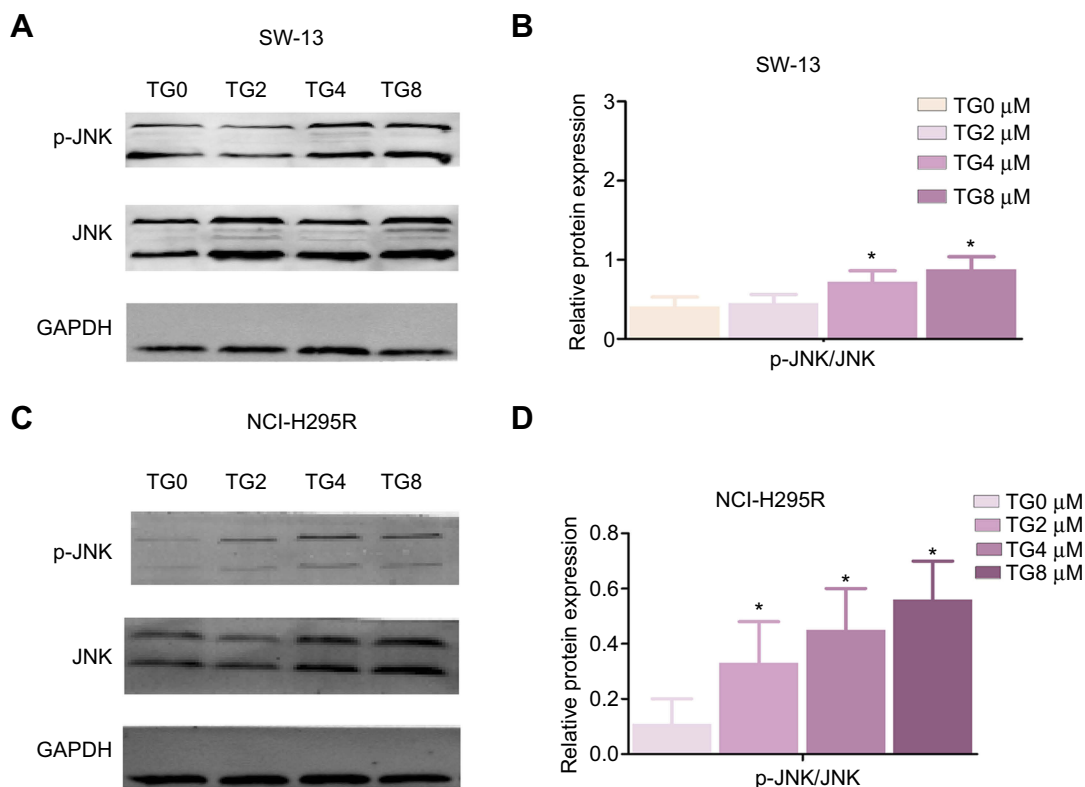 A
SW-13
TG0 TG2 TG4 TG8
p-JNK
JNK
GAPDH
B
SW-13
Relative protein expression
3
2
1
0
* *
p-JNK/JNK
TG0 μM
TG2 μM
TG4 μM
TG8 μM
C
NCI-H295R
TG0 TG2 TG4 TG8
p-JNK
JNK
GAPDH
D
NCI-H295R
Relative protein expression
0.8
0.6
0.4
0.2
0.0
* * *
p-JNK/JNK
TG0 μM
TG2 μM
TG4 μM
TG8 μM